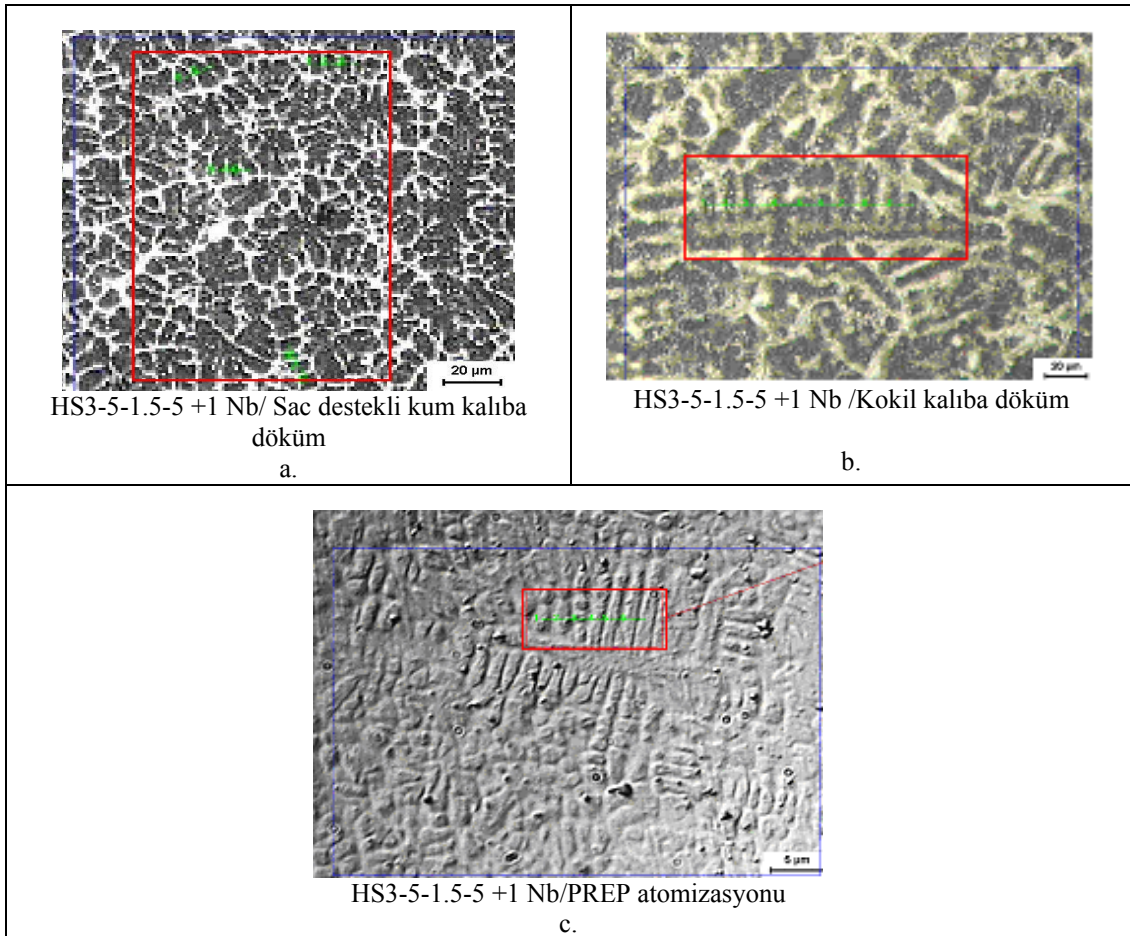 20 µm
HS3-5-1.5-5 +1 Nb/ Sac destekli kum kalıba
döküm
a.
20 µm
HS3-5-1.5-5 +1 Nb /Kokil kalıba döküm
b.
5 µm
HS3-5-1.5-5 +1 Nb/PREP atomizasyonu
c.